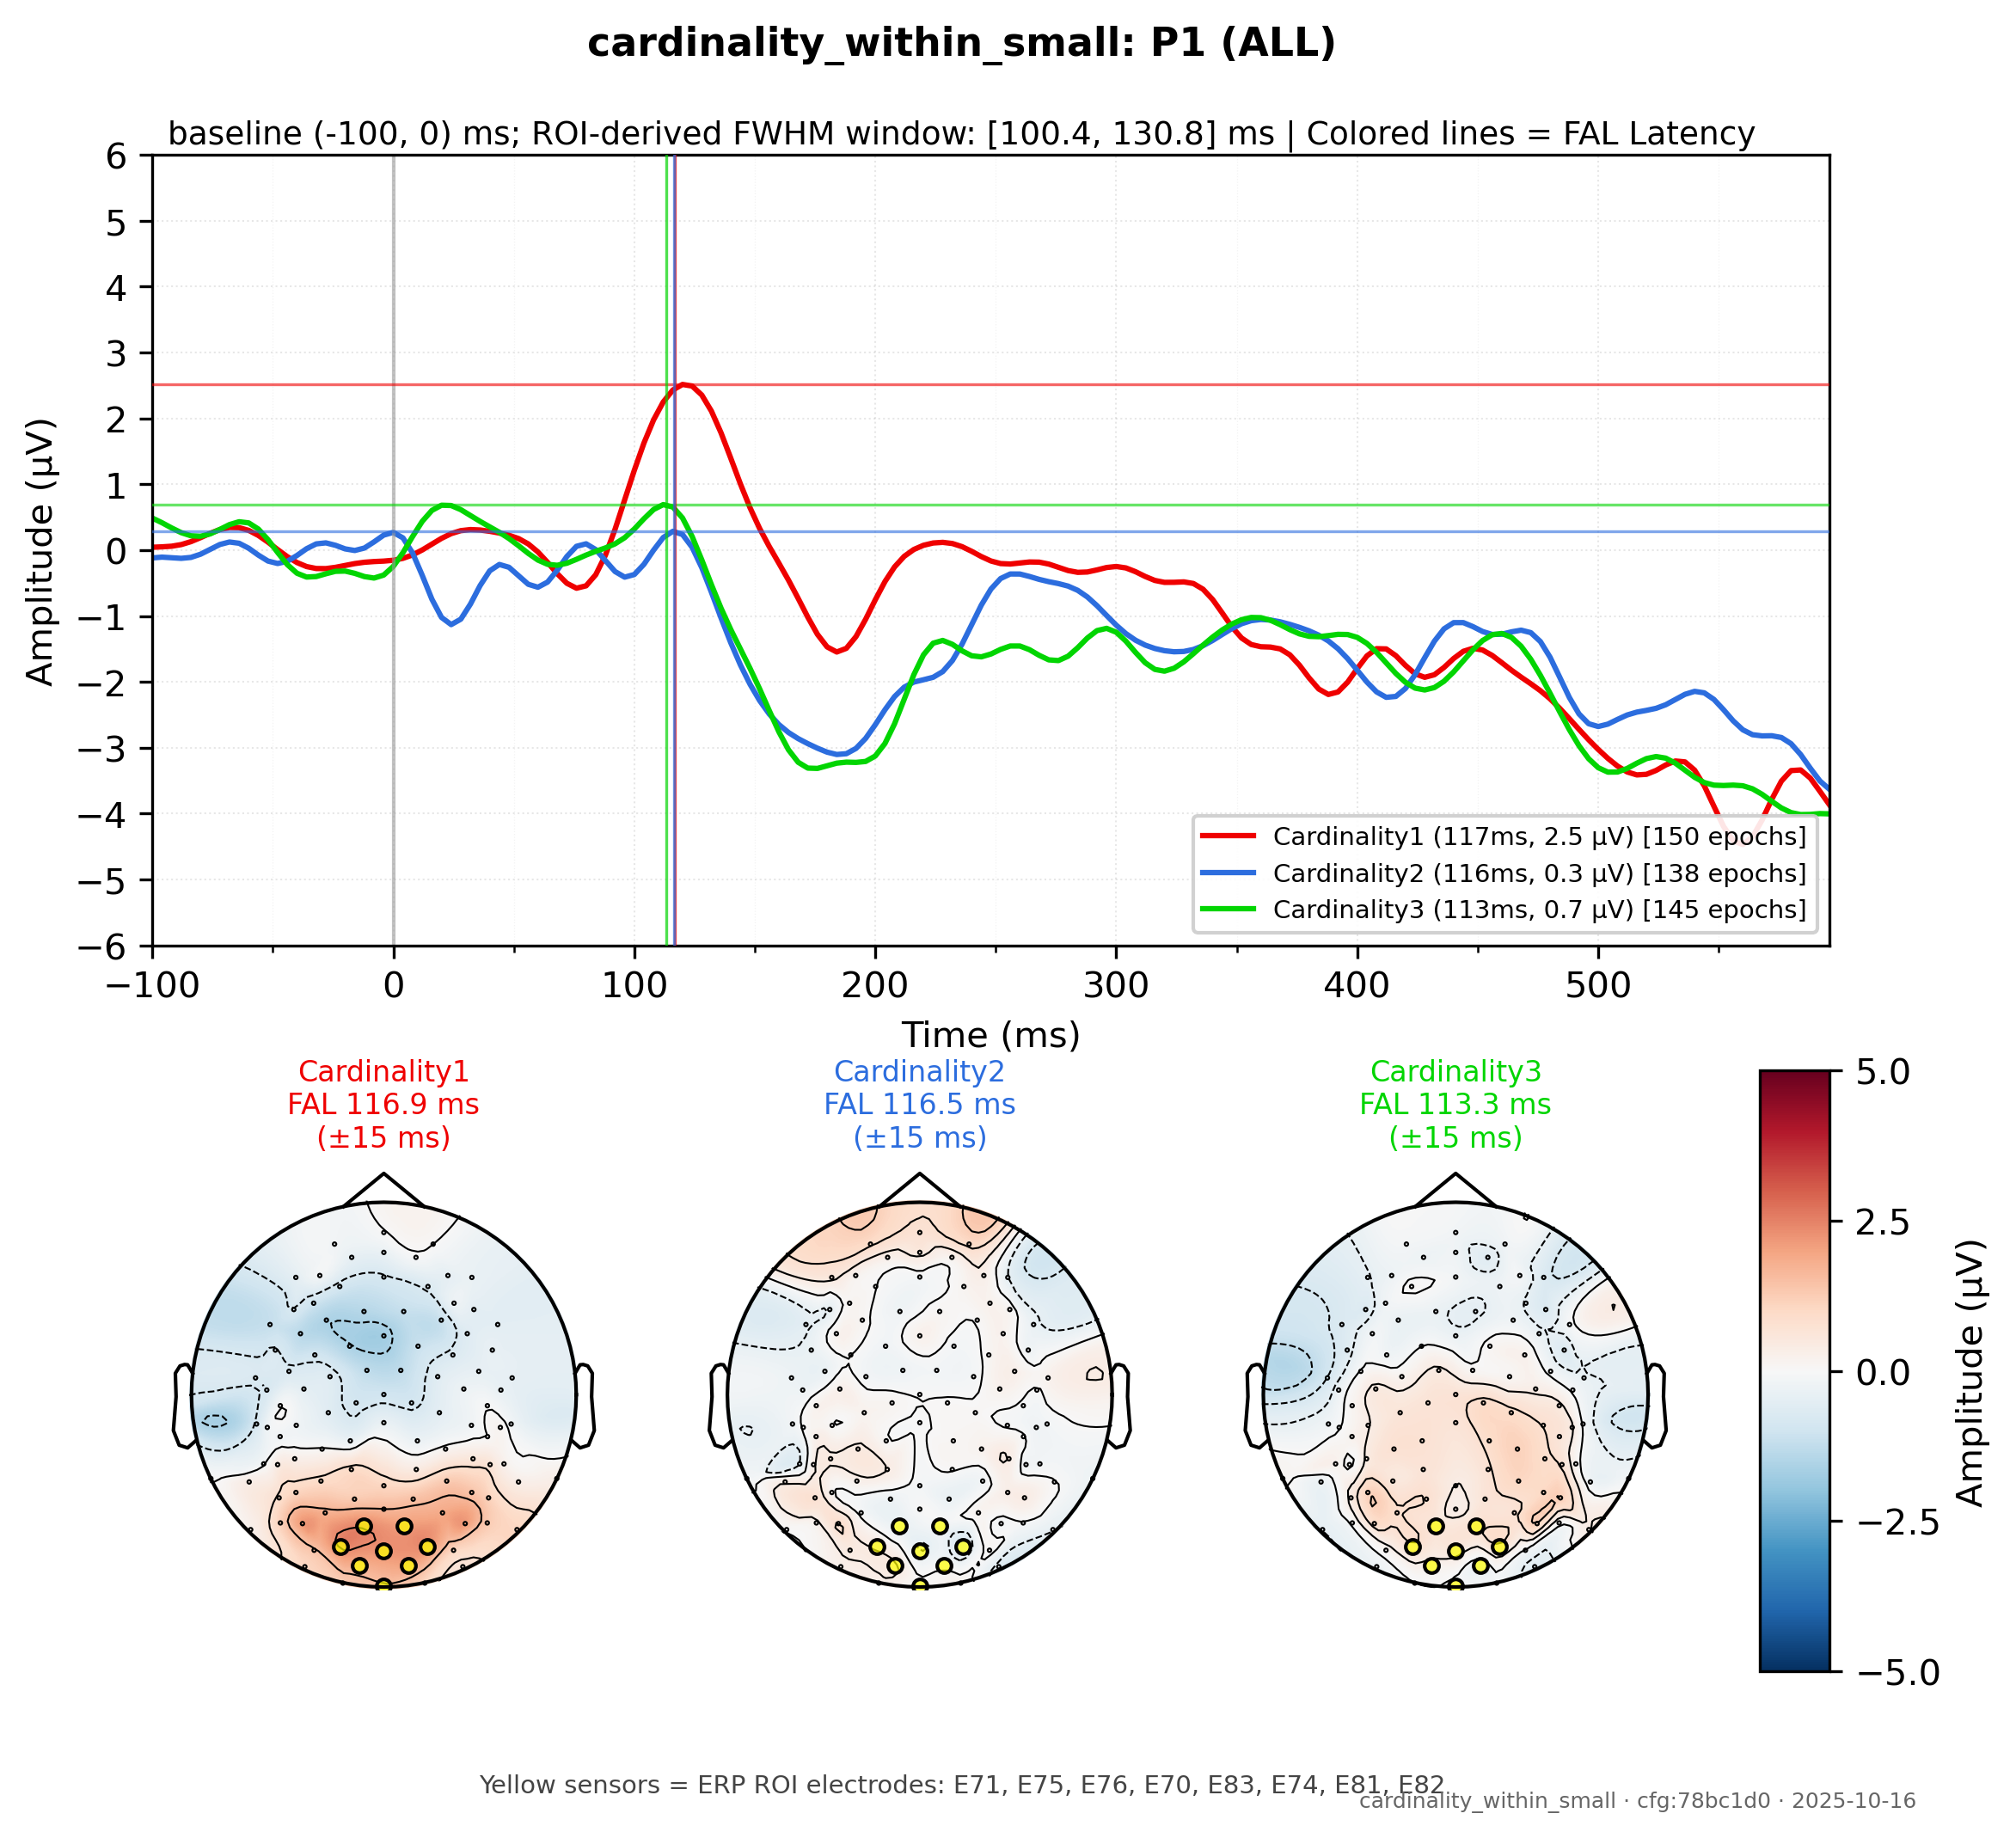 cardinality_within_small: P1 (ALL)
baseline (-100, 0) ms; ROI-derived FWHM window: [100.4, 130.8] ms | Colored lines = FAL Latency
6
5
4
3
2
1
0
−1
−2
−3
−4
−5
−6
Amplitude (µV)
Cardinality1 (117ms, 2.5 µV) [150 epochs]
Cardinality2 (116ms, 0.3 µV) [138 epochs]
Cardinality3 (113ms, 0.7 µV) [145 epochs]
−100 0 100 200 300 400 500
Time (ms)
Cardinality1
FAL 116.9 ms
(±15 ms)
Cardinality2
FAL 116.5 ms
(±15 ms)
Cardinality3
FAL 113.3 ms
(±15 ms)
5.0
2.5
0.0
−2.5
−5.0
Amplitude (µV)
Yellow sensors = ERP ROI electrodes: E71, E75, E76, E70, E83, E74, E81, E82
cardinality_within_small · cfg:78bc1d0 · 2025-10-16